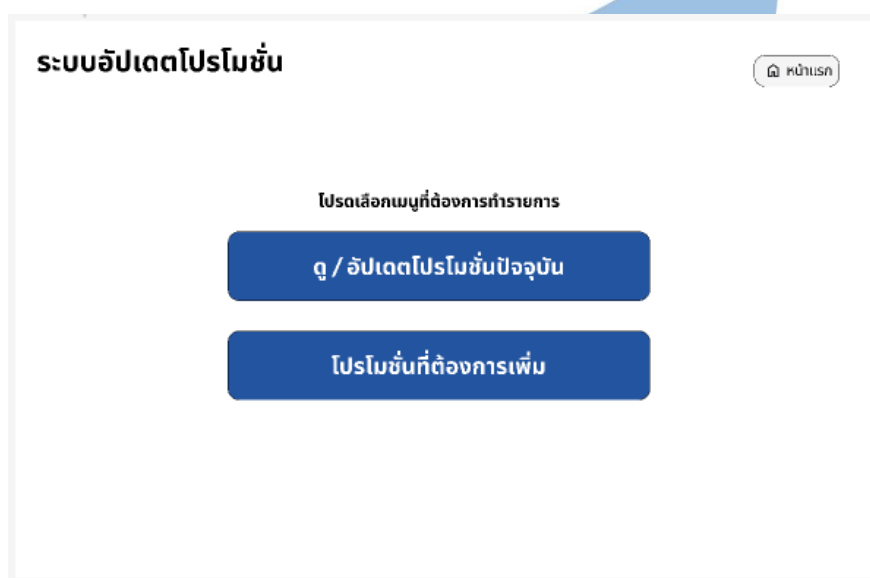 ระบบอัปเดตโปรโมชั่น
หน้าแรก
โปรดเลือกเมนูที่ต้องการทำรายการ
ดู / อัปเดตโปรโมชั่นปัจจุบัน
โปรโมชั่นที่ต้องการเพิ่ม